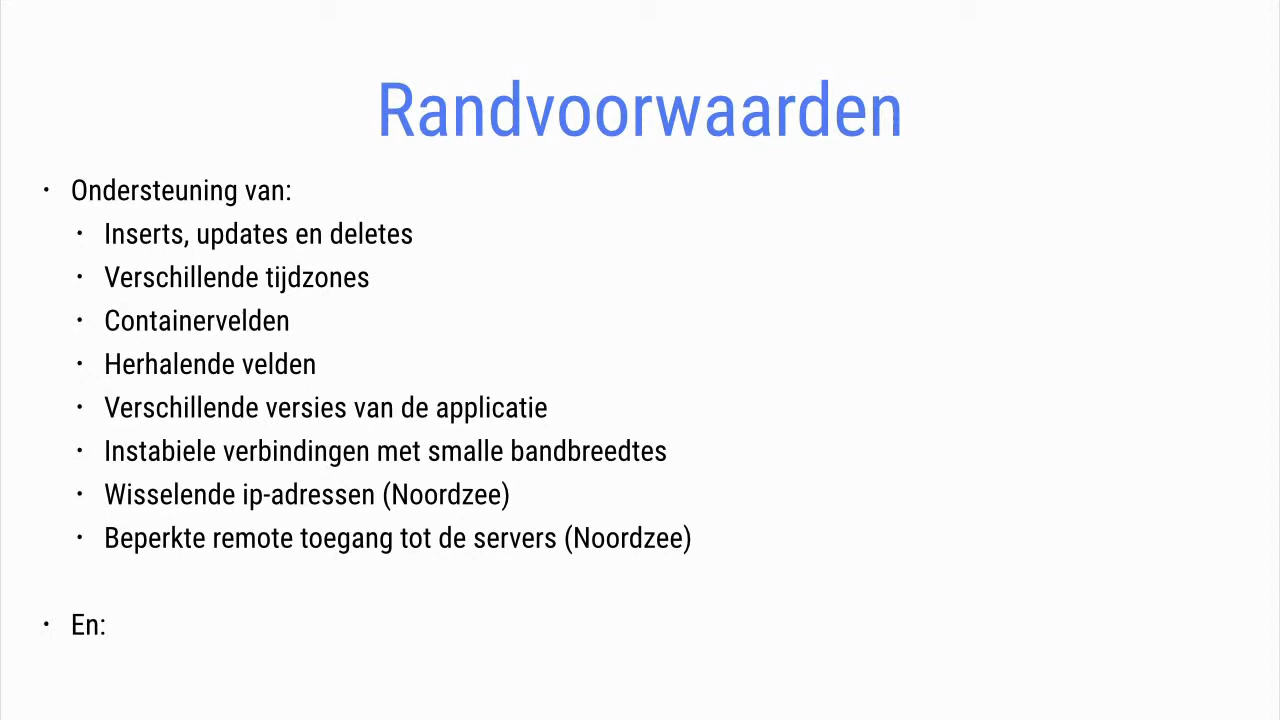 Randvoorwaarden
· Ondersteuning van:
· Inserts, updates en deletes
· Verschillende tijdzones
· Containervelden
· Herhalende velden
· Verschillende versies van de applicatie
· Instabiele verbindingen met smalle bandbreedtes
· Wisselende ip-adressen (Noordzee)
· Beperkte remote toegang tot de servers (Noordzee)
· En: